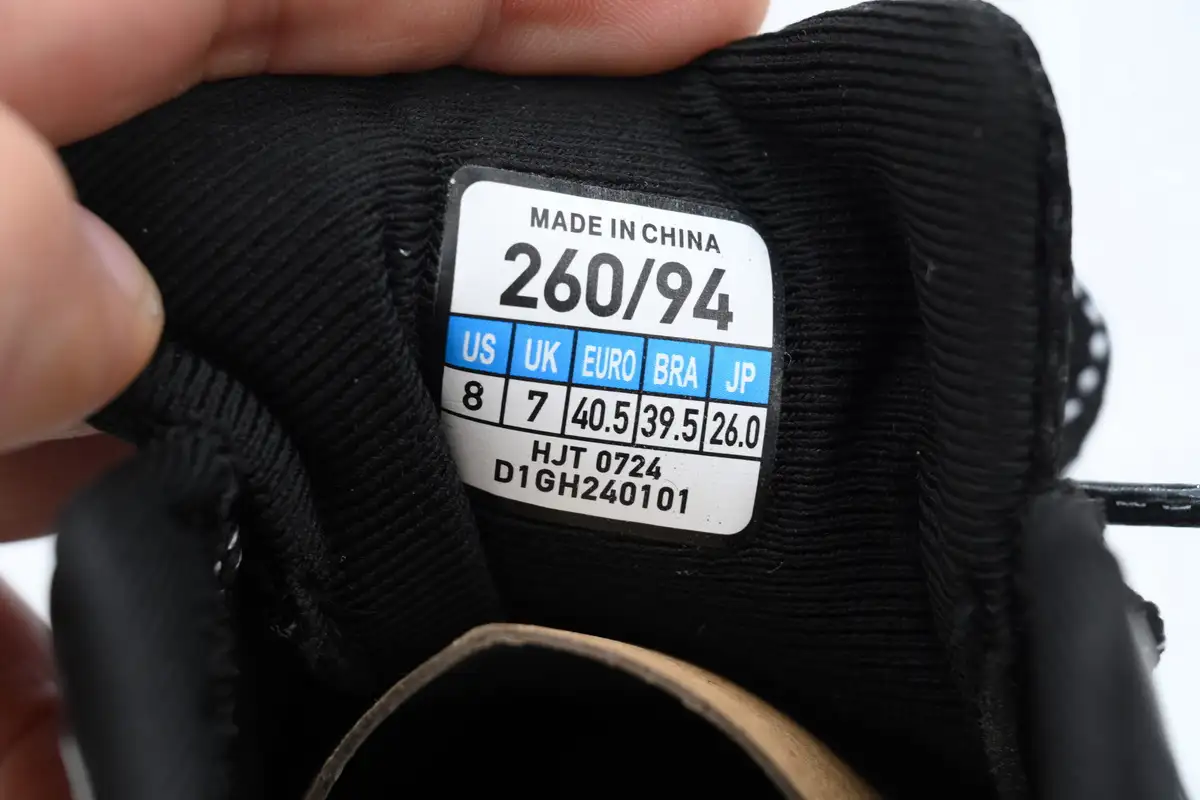 MADE IN CHINA
260/94
US UK EURO BRA JP
8 7 40.5 39.5 26.0
HJT 0724
D1GH240101